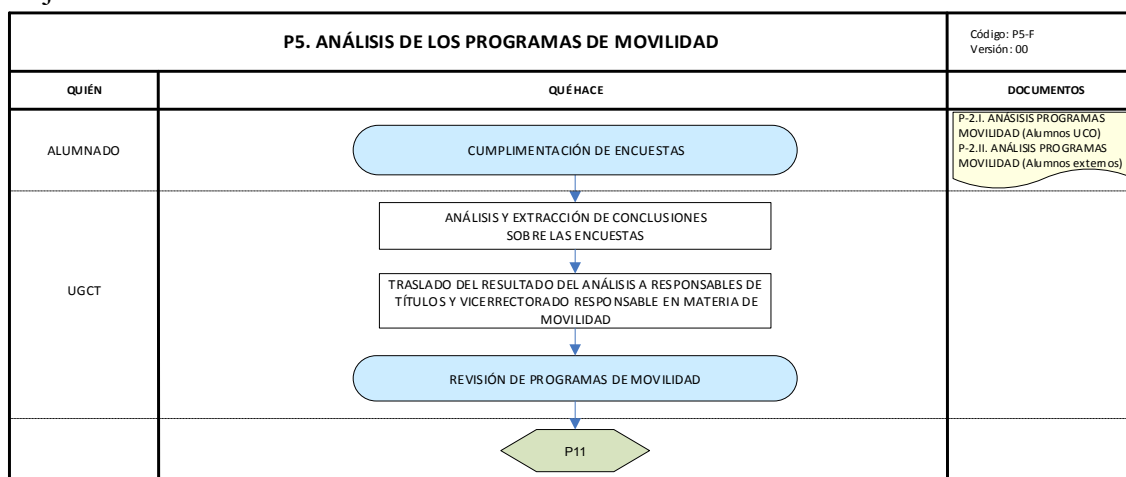 P5. ANÁLISIS DE LOS PROGRAMAS DE MOVILIDAD
Código: P5-F
Versión: 00
QUIÉN
QUÉ HACE
DOCUMENTOS
ALUMNADO
CUMPLIMENTACIÓN DE ENCUESTAS
P-2.I. ANÁSISIS PROGRAMAS
MOVILIDAD (Alumnos UCO)
P-2.II. ANÁLISIS PROGRAMAS
MOVILIDAD (Alumnos externos)
UGCT
ANÁLISIS Y EXTRACCIÓN DE CONCLUSIONES
SOBRE LAS ENCUESTAS
TRASLADO DEL RESULTADO DEL ANÁLISIS A RESPONSABLES DE
TÍTULOS Y VICERRECTORADO RESPONSABLE EN MATERIA DE
MOVILIDAD
REVISIÓN DE PROGRAMAS DE MOVILIDAD
P11